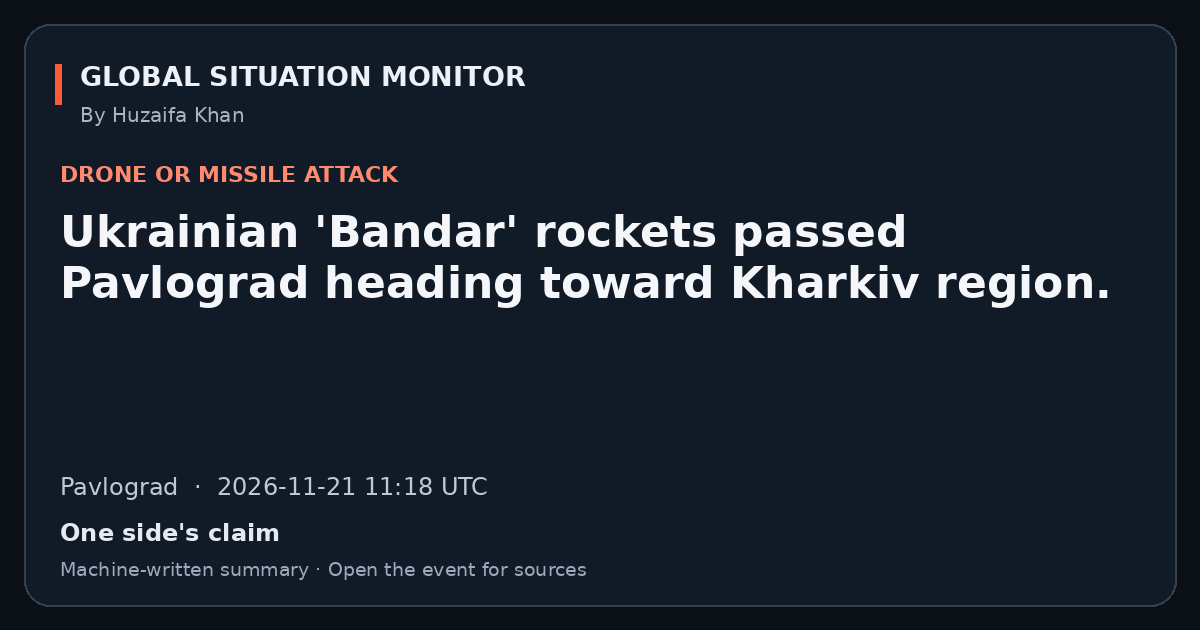 GLOBAL SITUATION MONITOR
By Huzaifa Khan
DRONE OR MISSILE ATTACK
Ukrainian 'Bandar' rockets passed
Pavlograd heading toward Kharkiv region.
Pavlograd · 2026-11-21 11:18 UTC
One side's claim
Machine-written summary · Open the event for sources